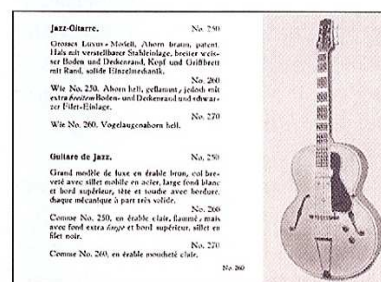 Jazz-Gitarre. No. 250
Grosses Luxus-Modell, Ahorn braun, patent.
Hals mit verstellbarer Stahleinlage, breiter weis-
ser Boden und Deckenrand, Kopf und Griffbrett
mit Rand, solide Einzelmechanik.
No. 260
Wie No. 250. Ahorn hell, geflammt, jedoch mit
extra breitem Boden- und Deckenrand und schwar-
zer Filet-Einlage.
No. 270
Wie No. 260. Vogelaugenahorn hell.
Guitare de Jazz. No. 250
Grand modèle de luxe en érable brun, col bre-
veté avec sillet mobile en acier, large fond blanc
et bord supérieur, tête et touche avec bordure,
chaque mécanique à part très solide.
No. 260
Comme No. 250, en érable clair, flammé, mais
avec fond extra large et bord supérieur, sillet en
filet noir.
No. 270
Comme No. 260, en érable moucheté clair.
No. 260